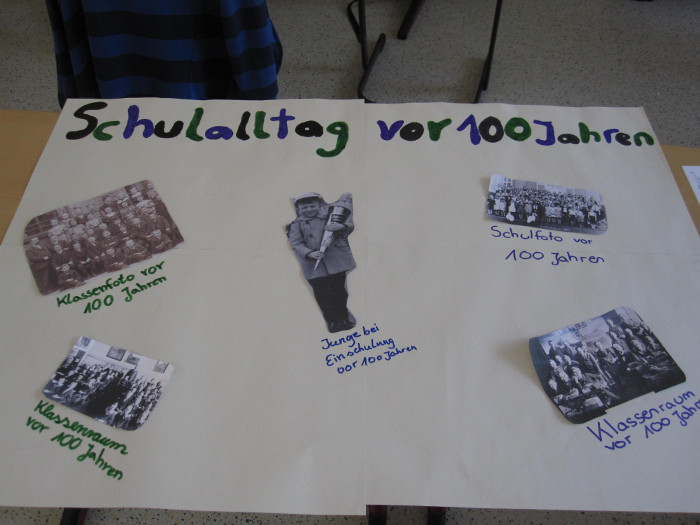 Schulalltag vor 100 Jahren
Klassenfoto vor
100 Jahren
Klassenraum
vor 100 Jahren
Junge bei
Einschulung
vor 100 Jahren
Schulfoto vor
100 Jahren
Klassenraum
vor 100 Jahr